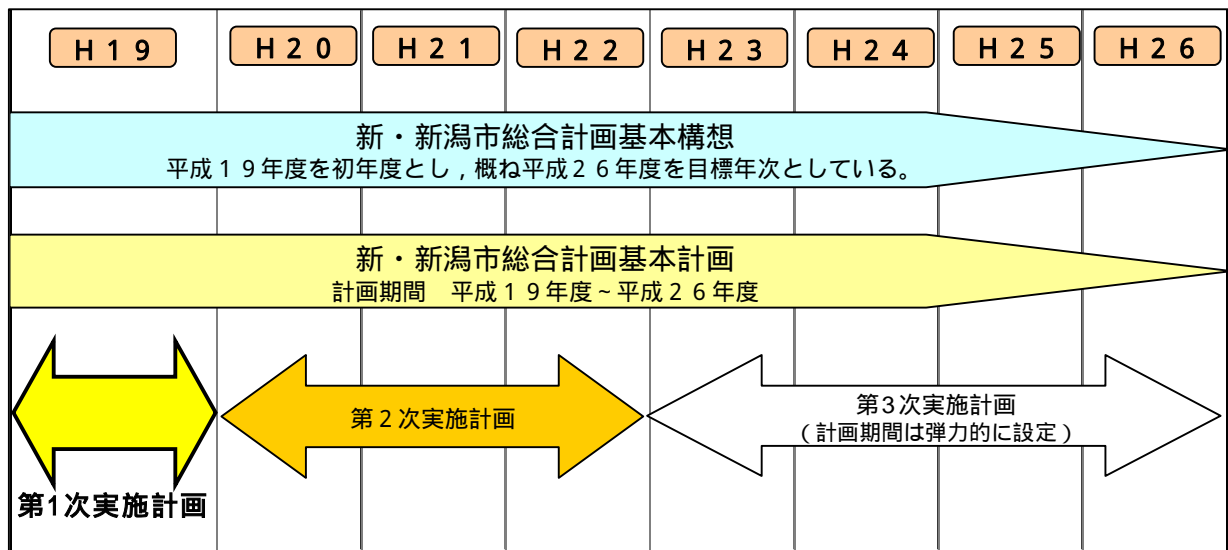 H19 H20 H21 H22 H23 H24 H25 H26
新・新潟市総合計画基本構想
平成19年度を初年度とし,概ね平成26年度を目標年次としている。
新・新潟市総合計画基本計画
計画期間　平成19年度~平成26年度
第2次実施計画
第3次実施計画
(計画期間は弾力的に設定)
第1次実施計画